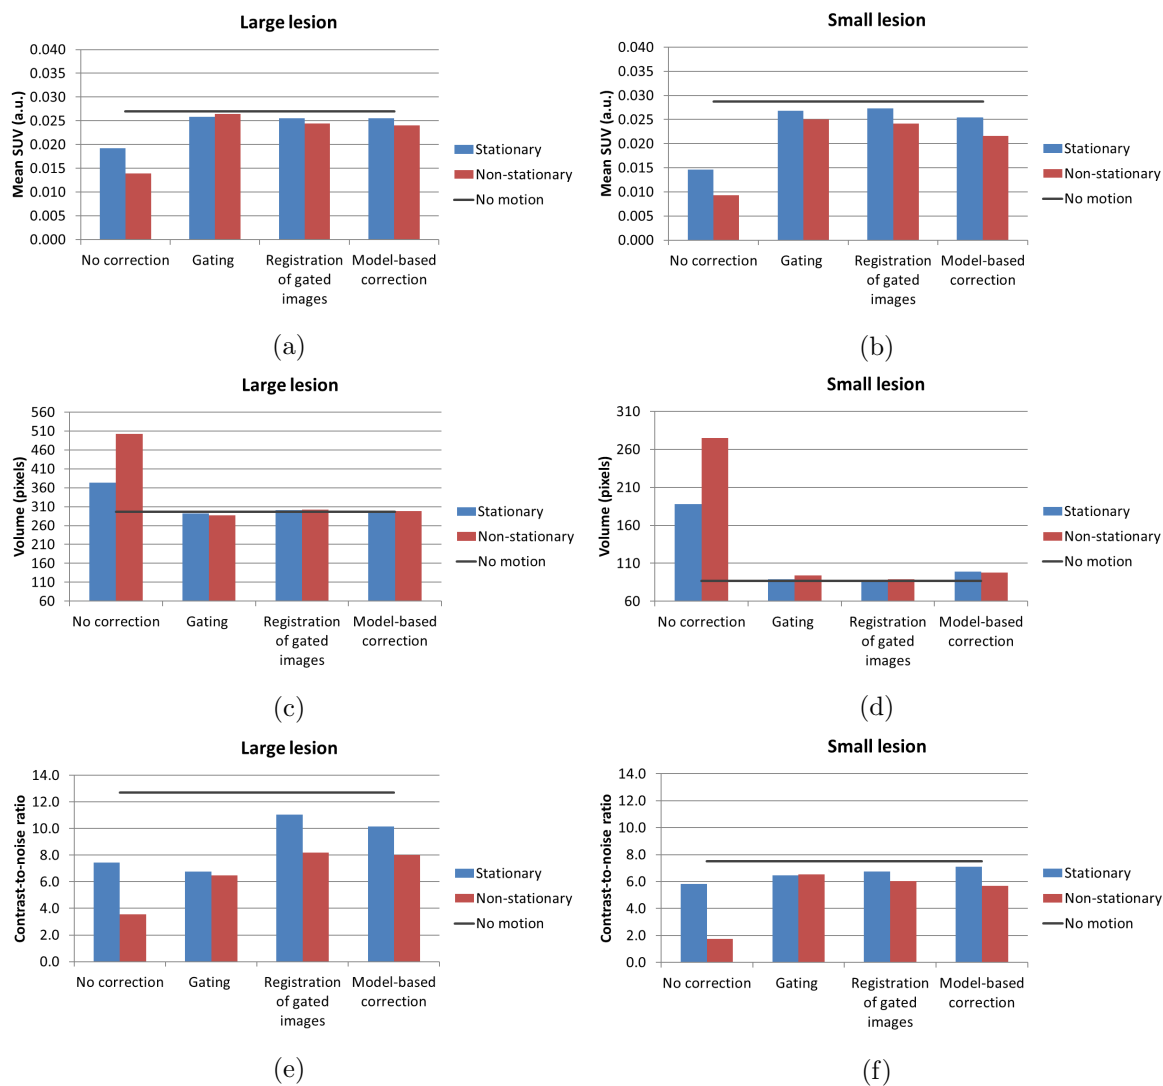 Large lesion
Mean SUV (a.u.)
0.040
0.035
0.030
0.025
0.020
0.015
0.010
0.005
0.000
No correction
Gating
Registration
of gated
images
Model-based
correction
Stationary
Non-stationary
No motion
(a)
Small lesion
Mean SUV (a.u.)
0.040
0.035
0.030
0.025
0.020
0.015
0.010
0.005
0.000
No correction
Gating
Registration
of gated
images
Model-based
correction
Stationary
Non-stationary
No motion
(b)
Large lesion
Volume (pixels)
560
510
460
410
360
310
260
210
160
110
60
No correction
Gating
Registration
of gated
images
Model-based
correction
Stationary
Non-stationary
No motion
(c)
Small lesion
Volume (pixels)
310
260
210
160
110
60
No correction
Gating
Registration
of gated
images
Model-based
correction
Stationary
Non-stationary
No motion
(d)
Large lesion
Contrast-to-noise ratio
14.0
12.0
10.0
8.0
6.0
4.0
2.0
0.0
No correction
Gating
Registration
of gated
images
Model-based
correction
Stationary
Non-stationary
No motion
(e)
Small lesion
Contrast-to-noise ratio
14.0
12.0
10.0
8.0
6.0
4.0
2.0
0.0
No correction
Gating
Registration
of gated
images
Model-based
correction
Stationary
Non-stationary
No motion
(f)